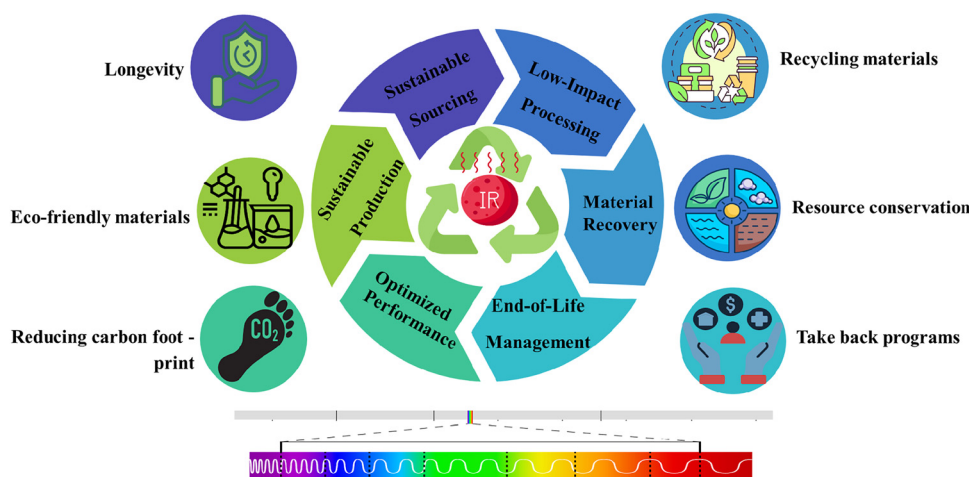 Longevity
Sustainable
Sourcing
Low-Impact
Processing
Recycling materials
Eco-friendly materials
Sustainable
Production
IR
Material
Recovery
Resource conservation
Reducing carbon foot -
print
CO2
Optimized
Performance
End-of-Life
Management
$
Take back programs